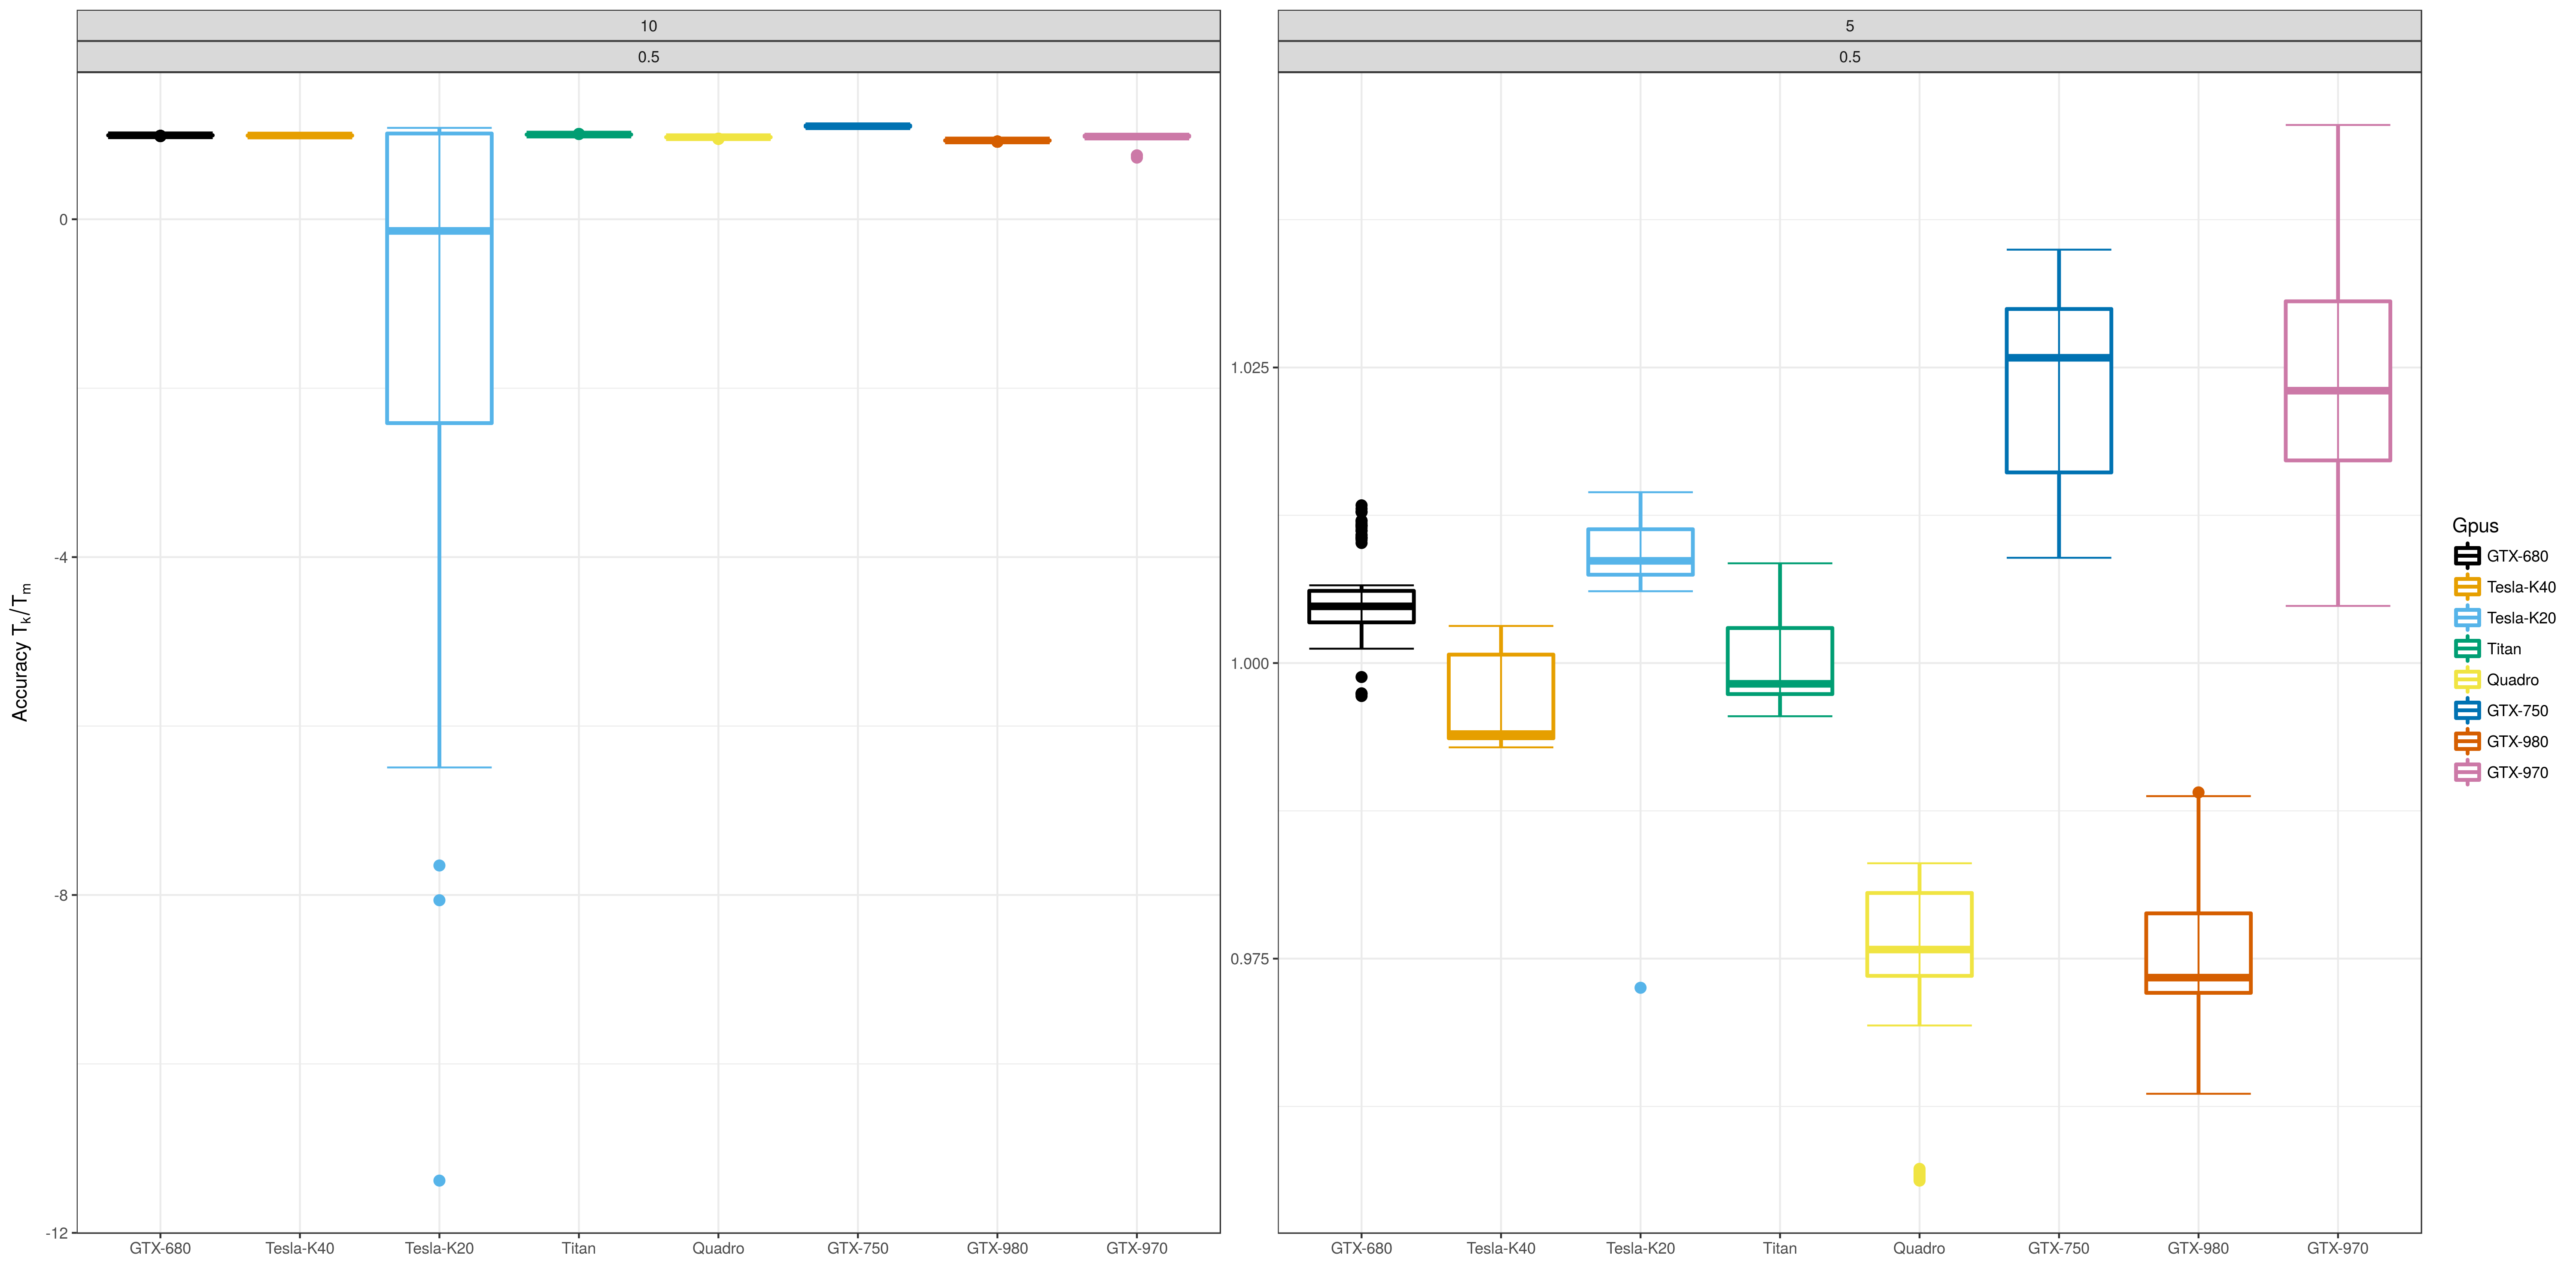 10
0.5
5
0.5
0
-4
-8
-12
Accuracy Tk/Tm
1.025
1.000
0.975
GTX-680 Tesla-K40 Tesla-K20 Titan Quadro GTX-750 GTX-980 GTX-970
GTX-680 Tesla-K40 Tesla-K20 Titan Quadro GTX-750 GTX-980 GTX-970
Gpus
GTX-680
Tesla-K40
Tesla-K20
Titan
Quadro
GTX-750
GTX-980
GTX-970